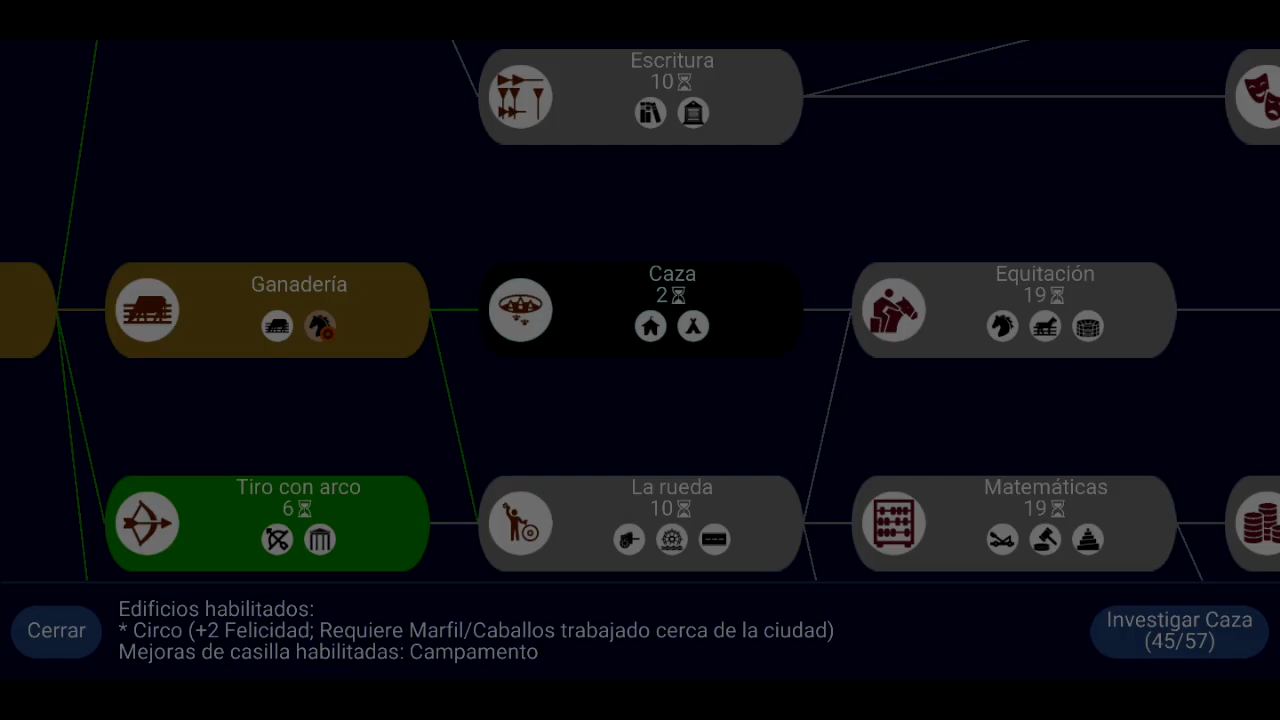 Escritura
10
Ganadería
Caza
2
Equitación
19
Tiro con arco
6
La rueda
10
Matemáticas
19
Cerrar
Edificios habilitados:
* Circo (+2 Felicidad; Requiere Marfil/Caballos trabajado cerca de la ciudad)
Mejoras de casilla habilitadas: Campamento
Investigar Caza
(45/57)